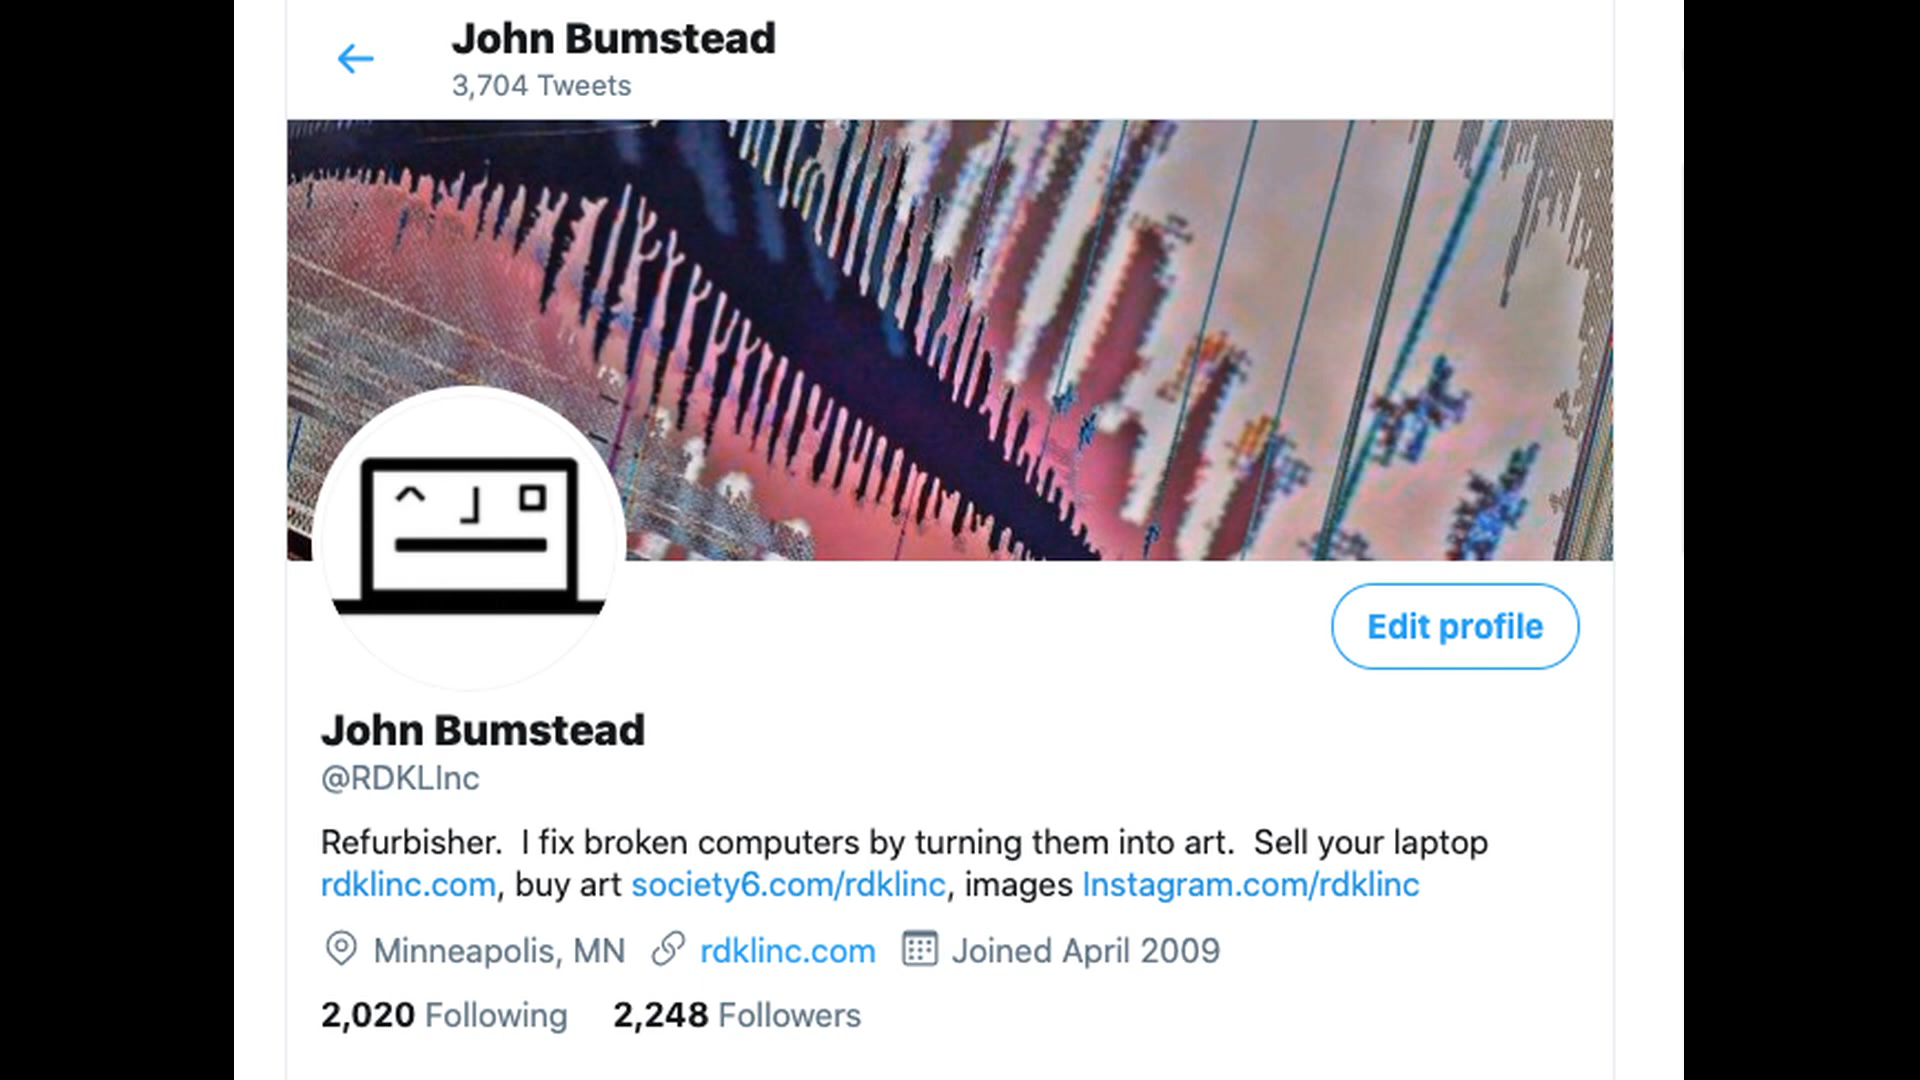 John Bumstead
3,704 Tweets
Edit profile
John Bumstead
@RDKLInc
Refurbisher.  I fix broken computers by turning them into art.  Sell your laptop
rdklinc.com, buy art society6.com/rdklinc, images Instagram.com/rdklinc
Minneapolis, MN rdklinc.com Joined April 2009
2,020 Following 2,248 Followers